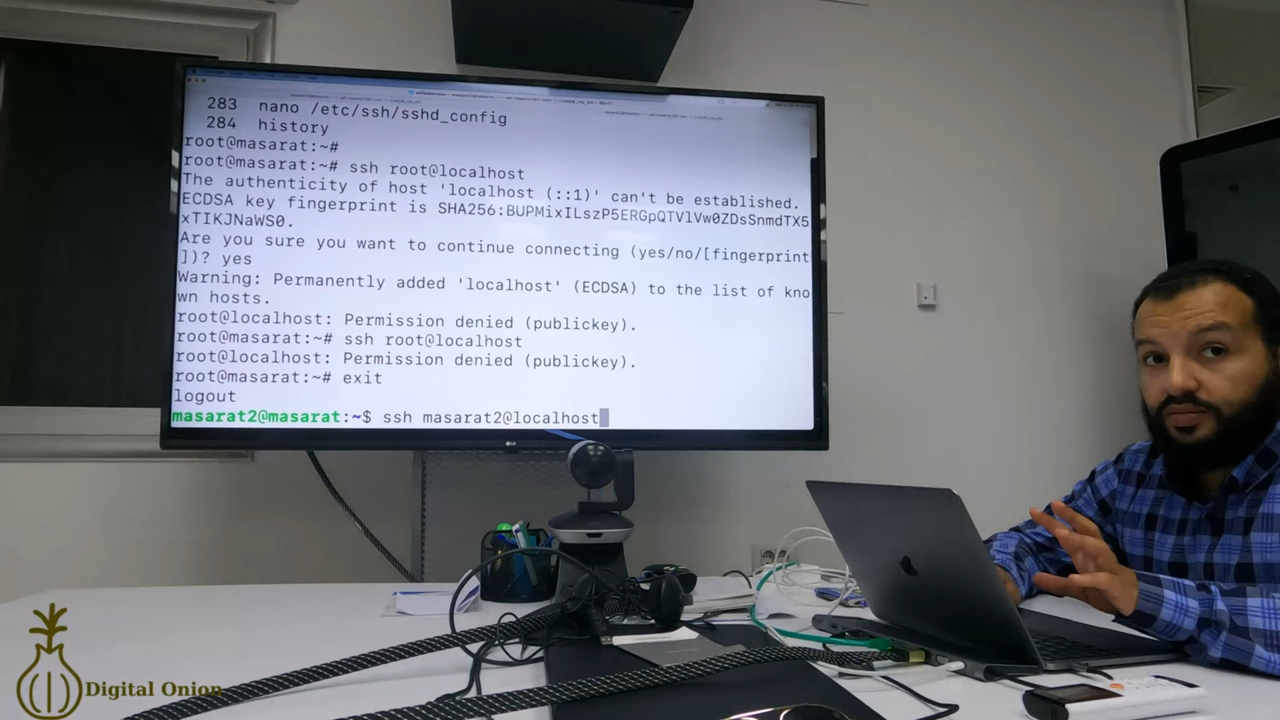 283 nano /etc/ssh/sshd_config
284 history
root@masarat:~#
root@masarat:~# ssh root@localhost
The authenticity of host 'localhost (::1)' can't be established.
ECDSA key fingerprint is SHA256:BUPMixILszP5ERGpQTVlVw0ZDsSnmdTX5
xTIKJNaWS0.
Are you sure you want to continue connecting (yes/no/[fingerprint
])? yes
Warning: Permanently added 'localhost' (ECDSA) to the list of kno
wn hosts.
root@localhost: Permission denied (publickey).
root@masarat:~# ssh root@localhost
root@localhost: Permission denied (publickey).
root@masarat:~# exit
logout
masarat2@masarat:~$ ssh masarat2@localhost
LG
Digital Onion